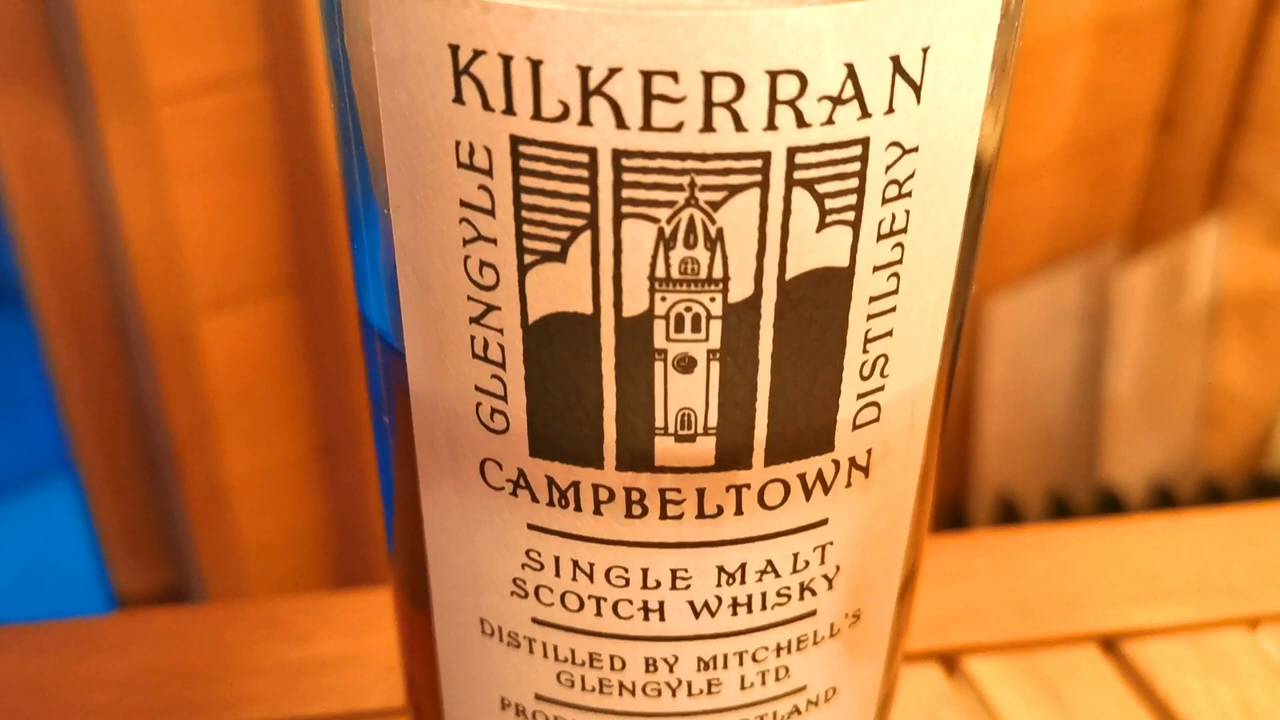 KILKERRAN
GLENGYLE
DISTILLERY
CAMPBELTOWN
SINGLE MALT
SCOTCH WHISKY
DISTILLED BY MITCHELL'S
GLENGYLE LTD.